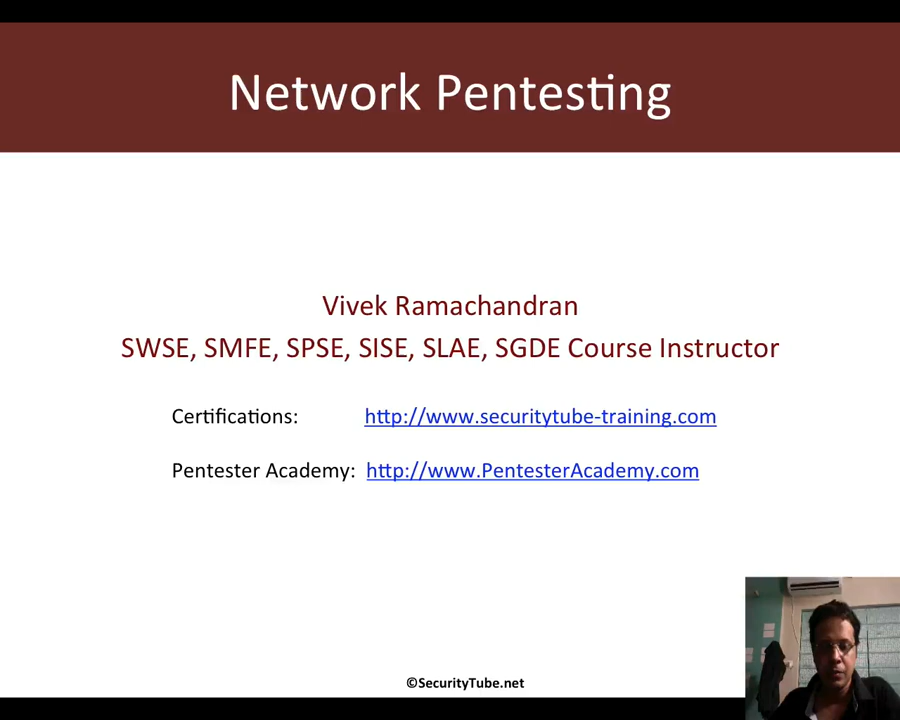 Network Pentesting
Vivek Ramachandran
SWSE, SMFE, SPSE, SISE, SLAE, SGDE Course Instructor
Certifications: http://www.securitytube-training.com
Pentester Academy: http://www.PentesterAcademy.com
©SecurityTube.net